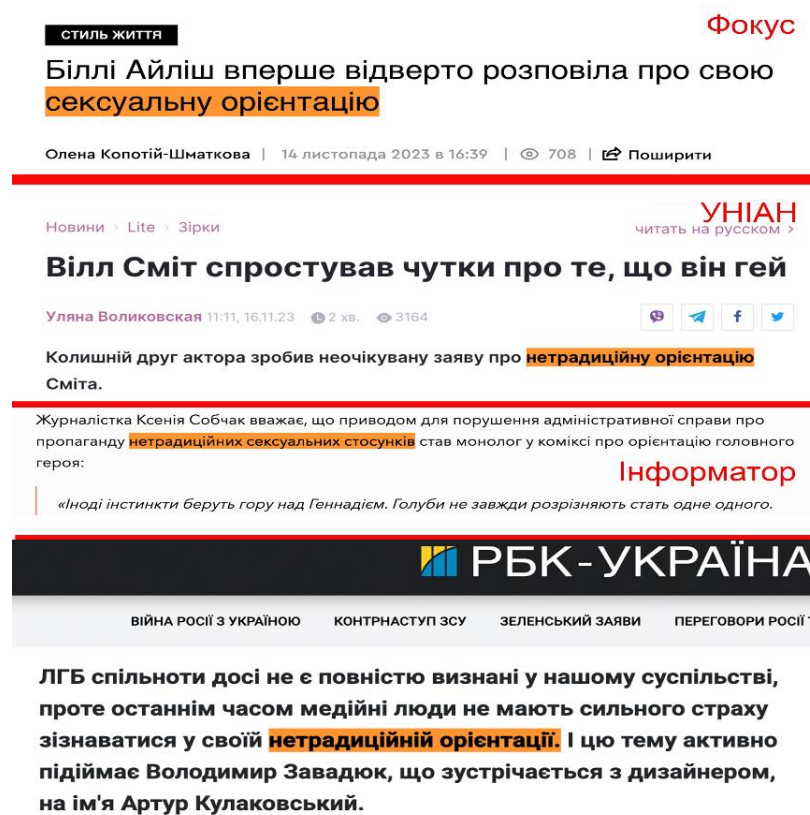 Фокус
СТИЛЬ ЖИТТЯ
Біллі Айліш вперше відверто розповіла про свою
сексуальну орієнтацію
Олена Копотій-Шматкова | 14 листопада 2023 в 16:39 | 708 | Поширити
УНІАН
Новини › Lite › Зірки
читать на русском ›
Вілл Сміт спростував чутки про те, що він гей
Уляна Воликовская 11:11, 16.11.23 2 хв. 3164
Колишній друг актора зробив неочікувану заяву про нетрадиційну орієнтацію
Сміта.
Журналістка Ксенія Собчак вважає, що приводом для порушення адміністративної справи про
пропаганду нетрадиційних сексуальних стосунків став монолог у коміксі про орієнтацію головного
героя:
Інформатор
«Іноді інстинкти беруть гору над Геннадієм. Голуби не завжди розрізняють стать одне одного.
РБК-УКРАЇНА
ВІЙНА РОСІЇ З УКРАЇНОЮ КОНТРНАСТУП ЗСУ ЗЕЛЕНСЬКИЙ ЗАЯВИ ПЕРЕГОВОРИ РОСІЇ
ЛГБ спільноти досі не є повністю визнані у нашому суспільстві,
проте останнім часом медійні люди не мають сильного страху
зізнаватися у своїй нетрадиційній орієнтації. І цю тему активно
підіймає Володимир Завадюк, що зустрічається з дизайнером,
на ім'я Артур Кулаковський.